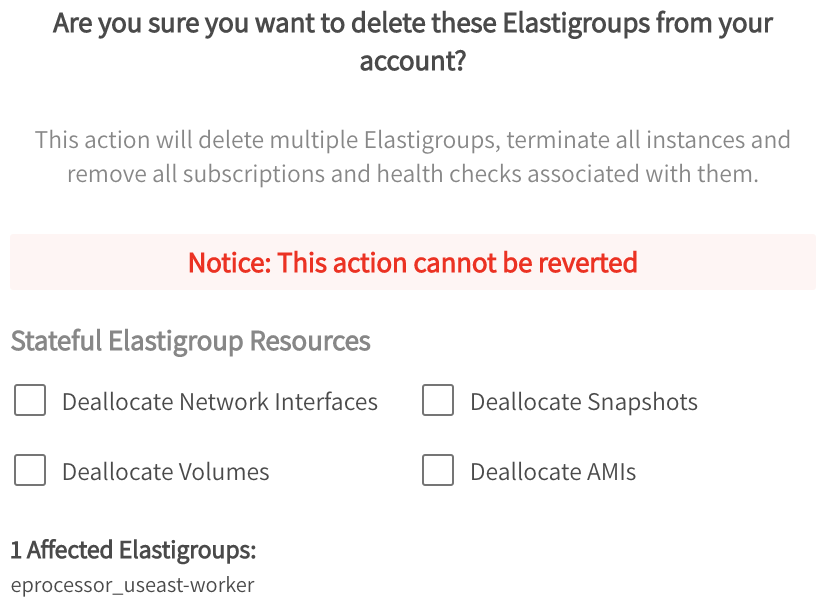 Are you sure you want to delete these Elastigroups from your
account?
This action will delete multiple Elastigroups, terminate all instances and
remove all subscriptions and health checks associated with them.
Notice: This action cannot be reverted
Stateful Elastigroup Resources
Deallocate Network Interfaces
Deallocate Snapshots
Deallocate Volumes
Deallocate AMIs
1 Affected Elastigroups:
eprocessor_useast-worker